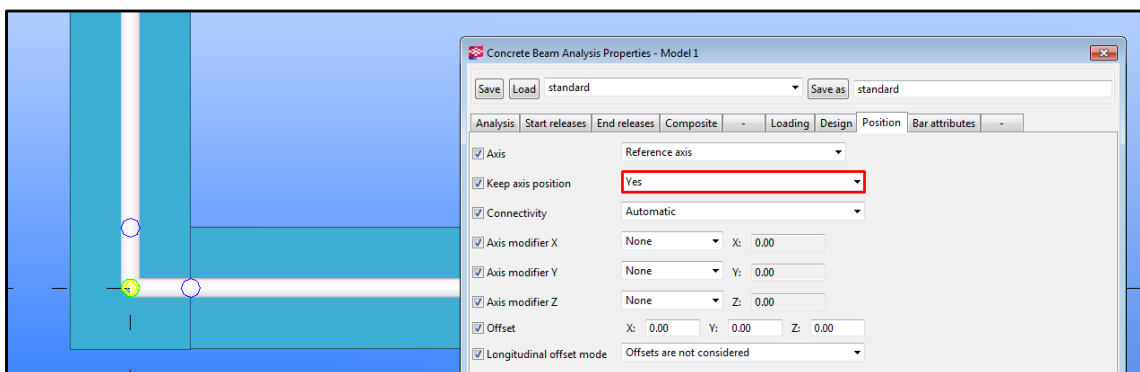 Concrete Beam Analysis Properties - Model 1
Save Load standard Save as standard
Analysis Start releases End releases Composite - Loading Design Position Bar attributes -
Axis Reference axis
Keep axis position Yes
Connectivity Automatic
Axis modifier X None X: 0.00
Axis modifier Y None Y: 0.00
Axis modifier Z None Z: 0.00
Offset X: 0.00 Y: 0.00 Z: 0.00
Longitudinal offset mode Offsets are not considered